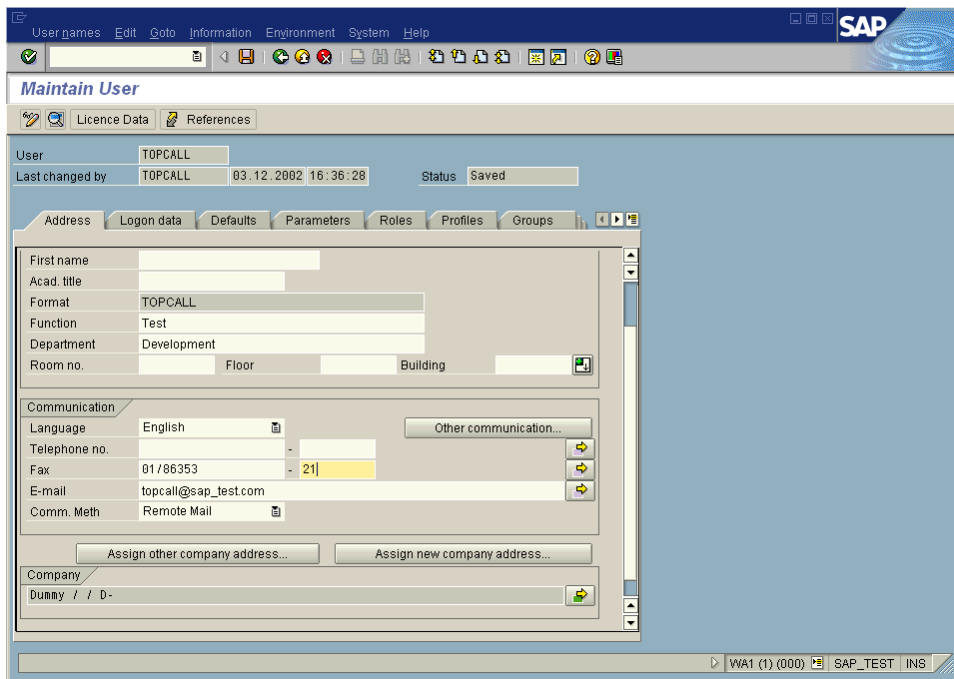 User names Edit Goto Information Environment System Help
SAP
Maintain User
Licence Data References
User TOPCALL
Last changed by TOPCALL 03.12.2002 16:36:28 Status Saved
Address Logon data Defaults Parameters Roles Profiles Groups
First name
Acad. title
Format TOPCALL
Function Test
Department Development
Room no. Floor Building
Communication
Language English Other communication...
Telephone no. -
Fax 01/86353 - 21
E-mail topcall@sap_test.com
Comm. Meth Remote Mail
Assign other company address... Assign new company address...
Company
Dummy / / D-
WA1 (1) (000) SAP_TEST INS